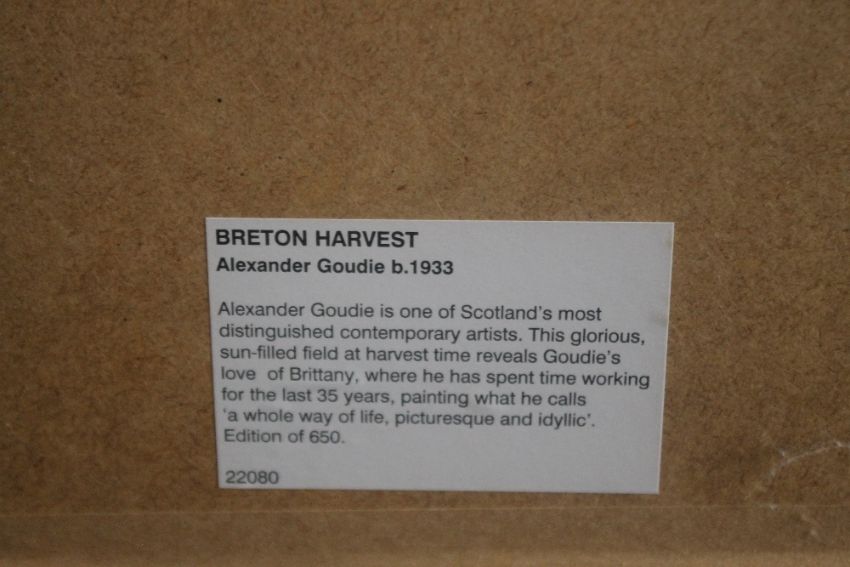 BRETON HARVEST
Alexander Goudie b.1933
Alexander Goudie is one of Scotland's most
distinguished contemporary artists. This glorious,
sun-filled field at harvest time reveals Goudie's
love of Brittany, where he has spent time working
for the last 35 years, painting what he calls
'a whole way of life, picturesque and idyllic'.
Edition of 650.
22080